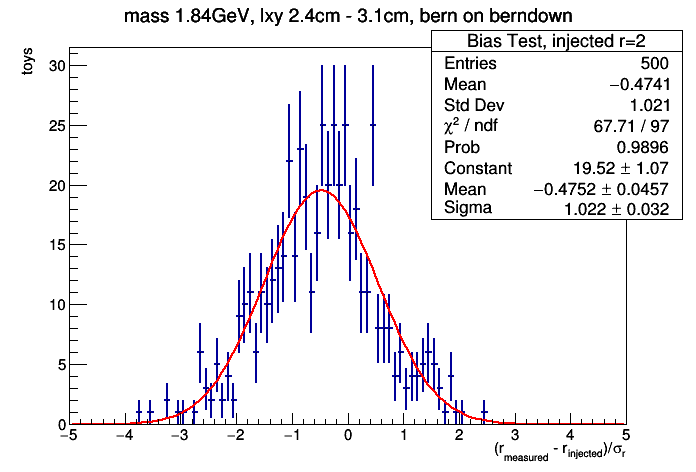 mass 1.84GeV, lxy 2.4cm - 3.1cm, bern on berndown
toys
Bias Test, injected r=2
Entries 500
Mean −0.4741
Std Dev 1.021
χ² / ndf 67.71 / 97
Prob 0.9896
Constant 19.52 ± 1.07
Mean −0.4752 ± 0.0457
Sigma 1.022 ± 0.032
30
25
20
15
10
5
0
−5 −4 −3 −2 −1 0 1 2 3 4 5
(r_measured - r_injected)/σ_r